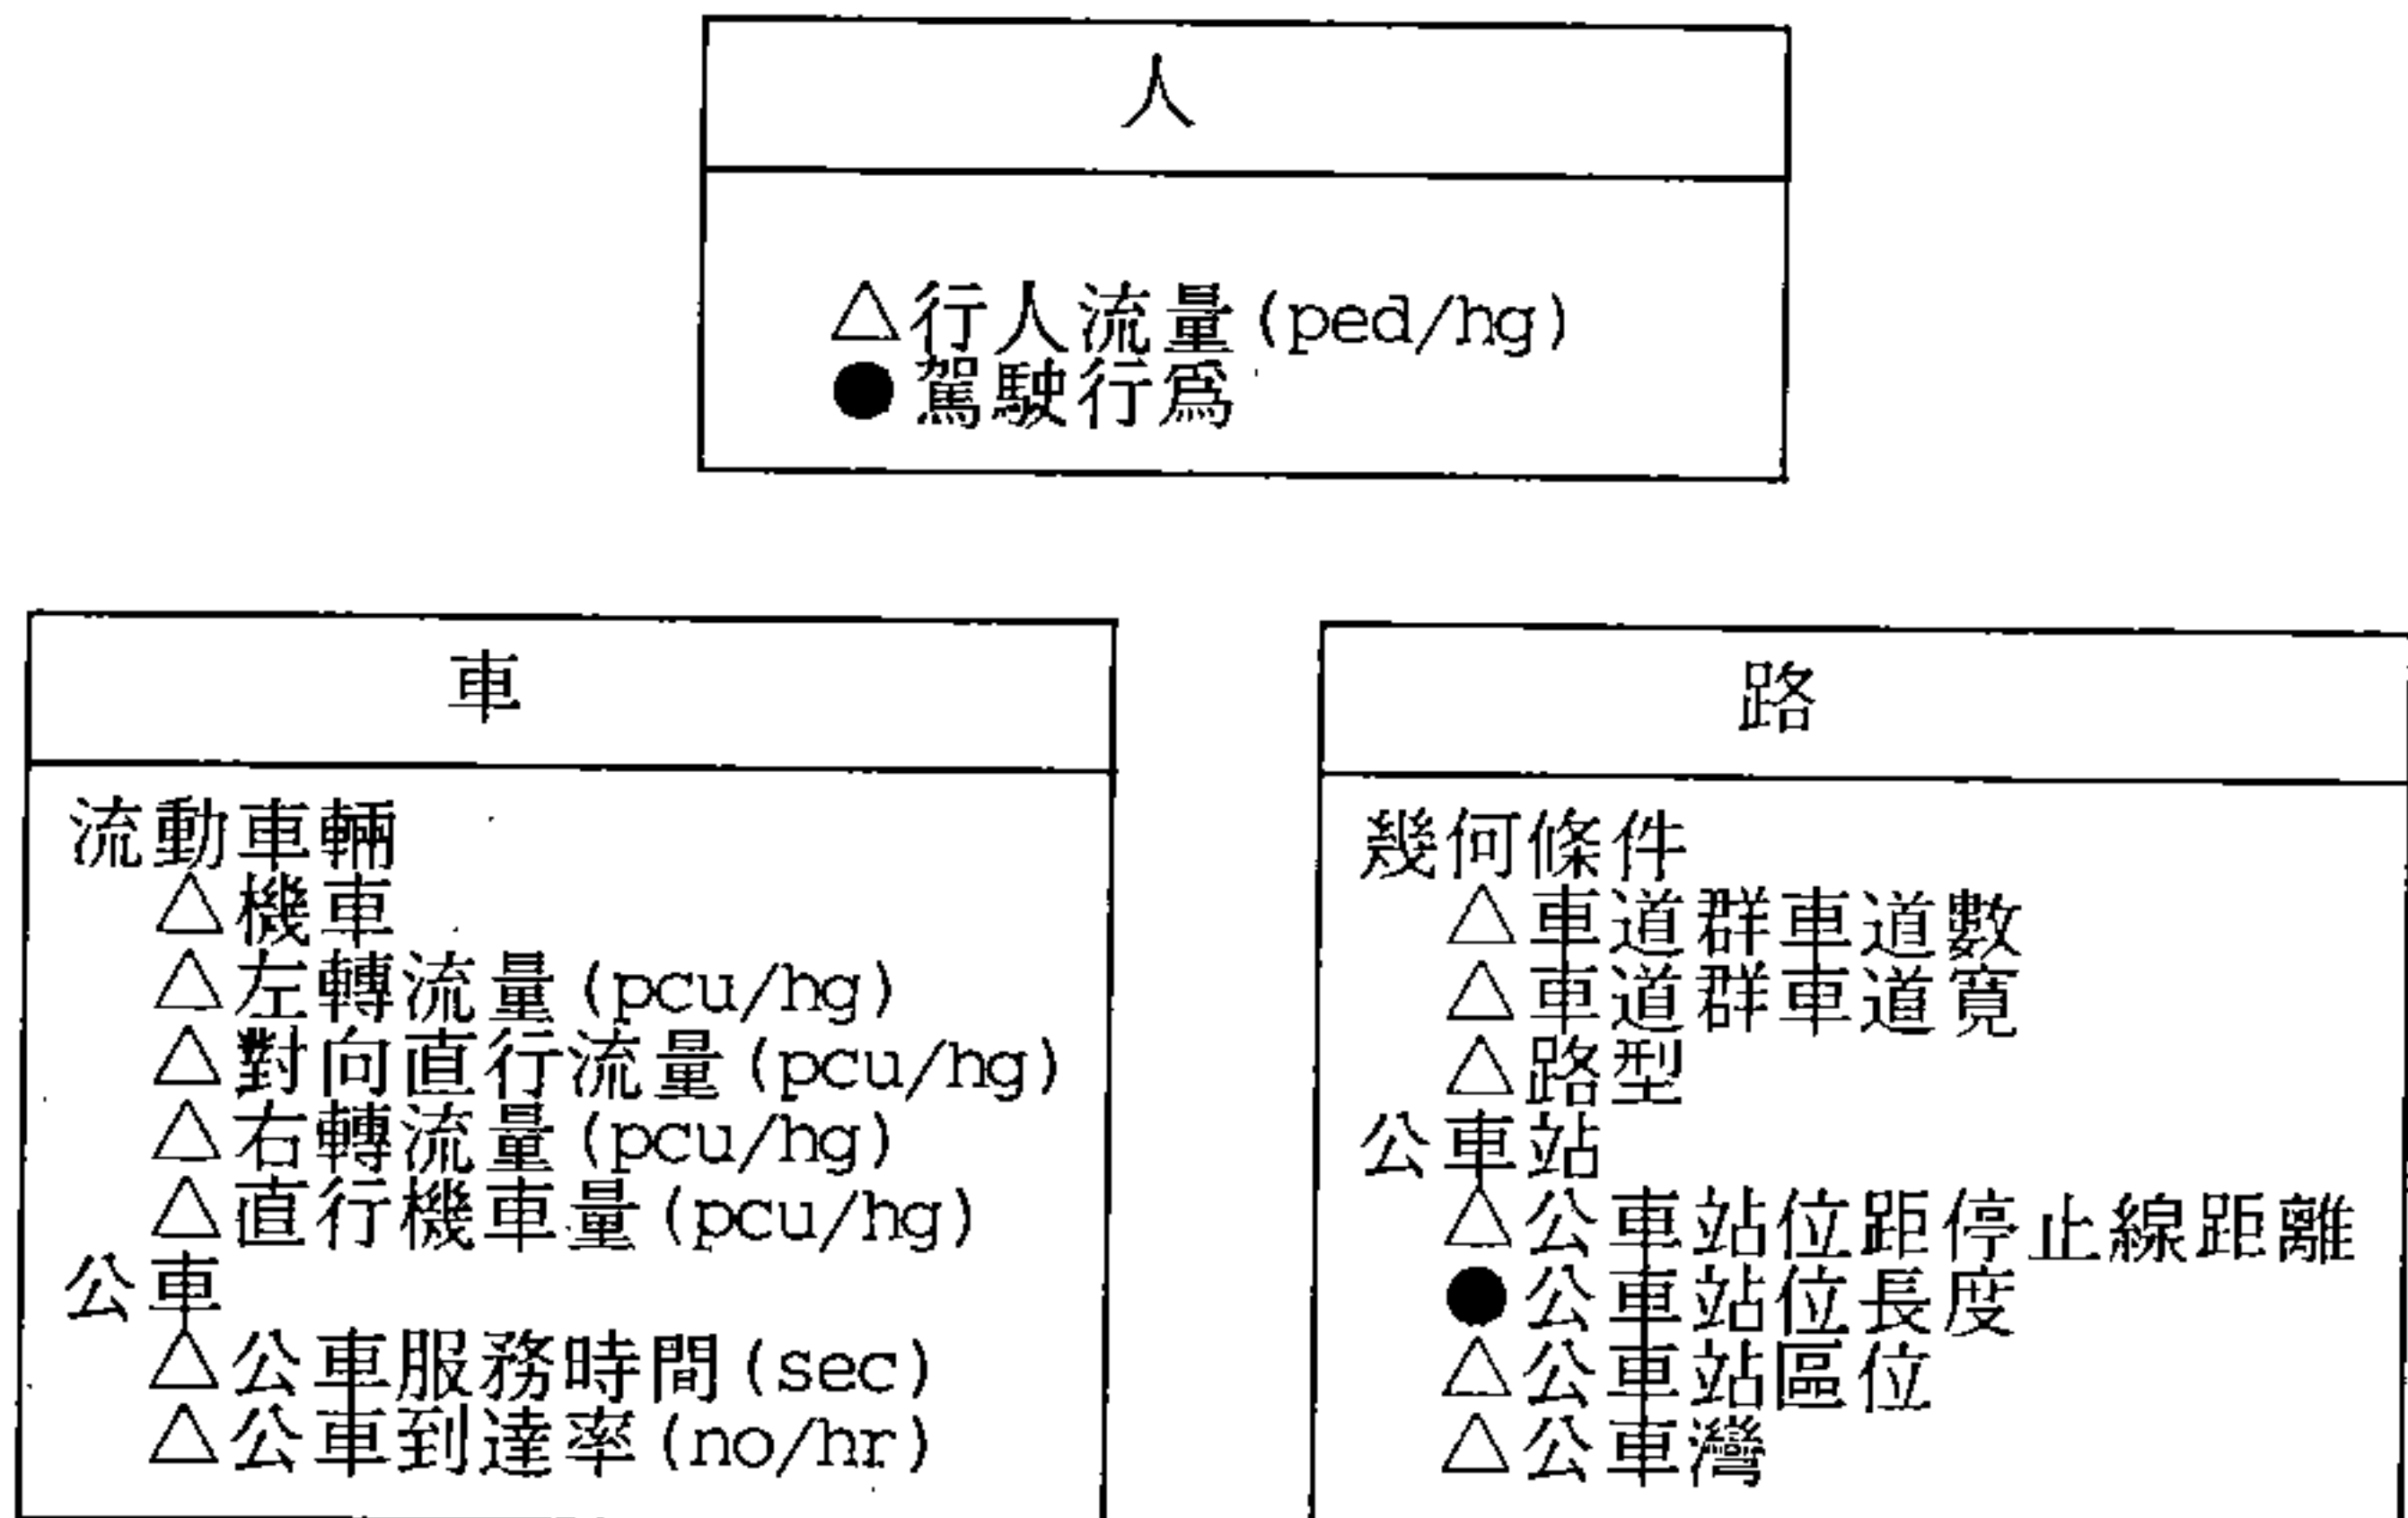 人
△行人流量(ped/hg)
●駕駛行爲
車
流動車輛
△機車
△左轉流量(pcu/hg)
△對向直行流量(pcu/hg)
△右轉流量(pcu/hg)
△直行機車量(pcu/hg)
公車
△公車服務時間(sec)
△公車到達率(no/hr)
路
幾何條件
△車道群車道數
△車道群車道寬
△路型
公車站
△公車站位距停止線距離
●公車站位長度
△公車站區位
△公車灣